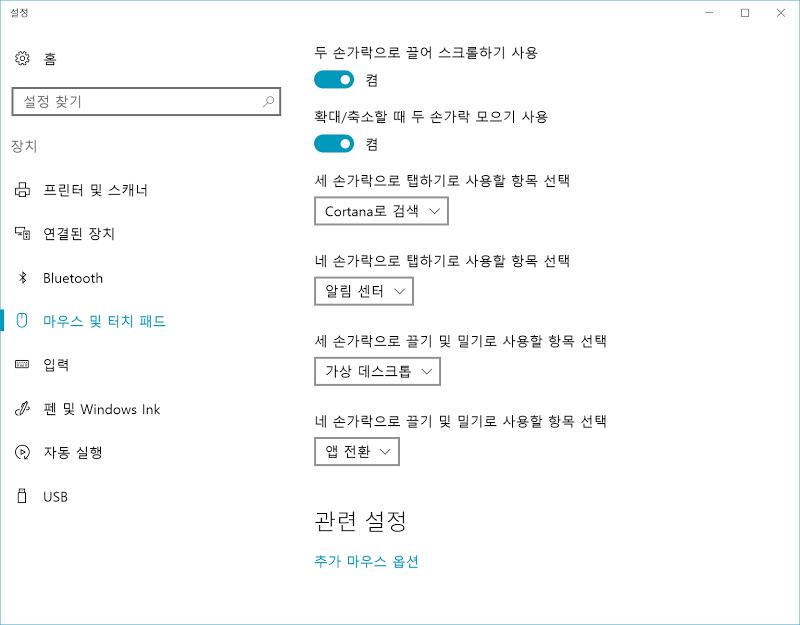 설정
홈
설정 찾기
장치
프린터 및 스캐너
연결된 장치
Bluetooth
마우스 및 터치 패드
입력
펜 및 Windows Ink
자동 실행
USB
두 손가락으로 끌어 스크롤하기 사용
켬
확대/축소할 때 두 손가락 모으기 사용
켬
세 손가락으로 탭하기로 사용할 항목 선택
Cortana로 검색
네 손가락으로 탭하기로 사용할 항목 선택
알림 센터
세 손가락으로 끌기 및 밀기로 사용할 항목 선택
가상 데스크톱
네 손가락으로 끌기 및 밀기로 사용할 항목 선택
앱 전환
관련 설정
추가 마우스 옵션